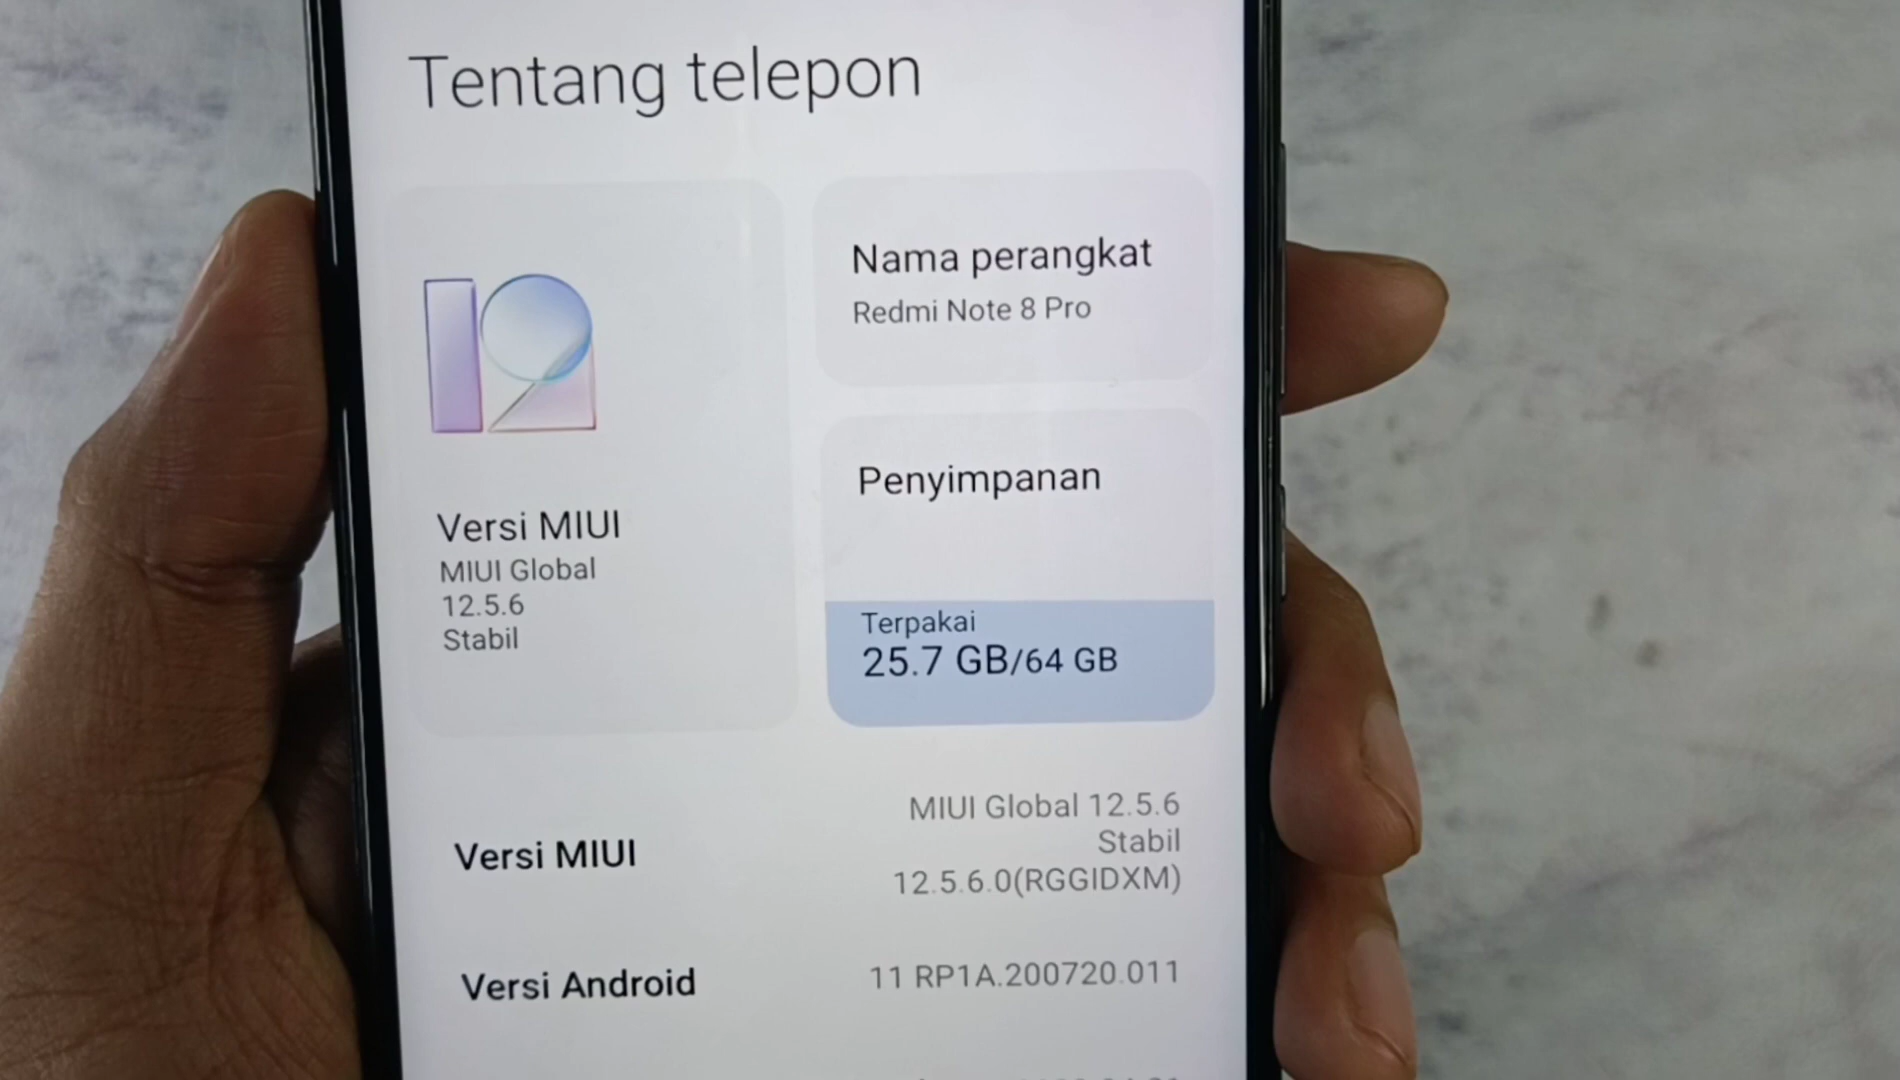 Tentang telepon
12
Nama perangkat
Redmi Note 8 Pro
Penyimpanan
Versi MIUI
MIUI Global
12.5.6
Stabil
Terpakai
25.7 GB/64 GB
Versi MIUI
MIUI Global 12.5.6
Stabil
12.5.6.0(RGGIDXM)
Versi Android
11 RP1A.200720.011